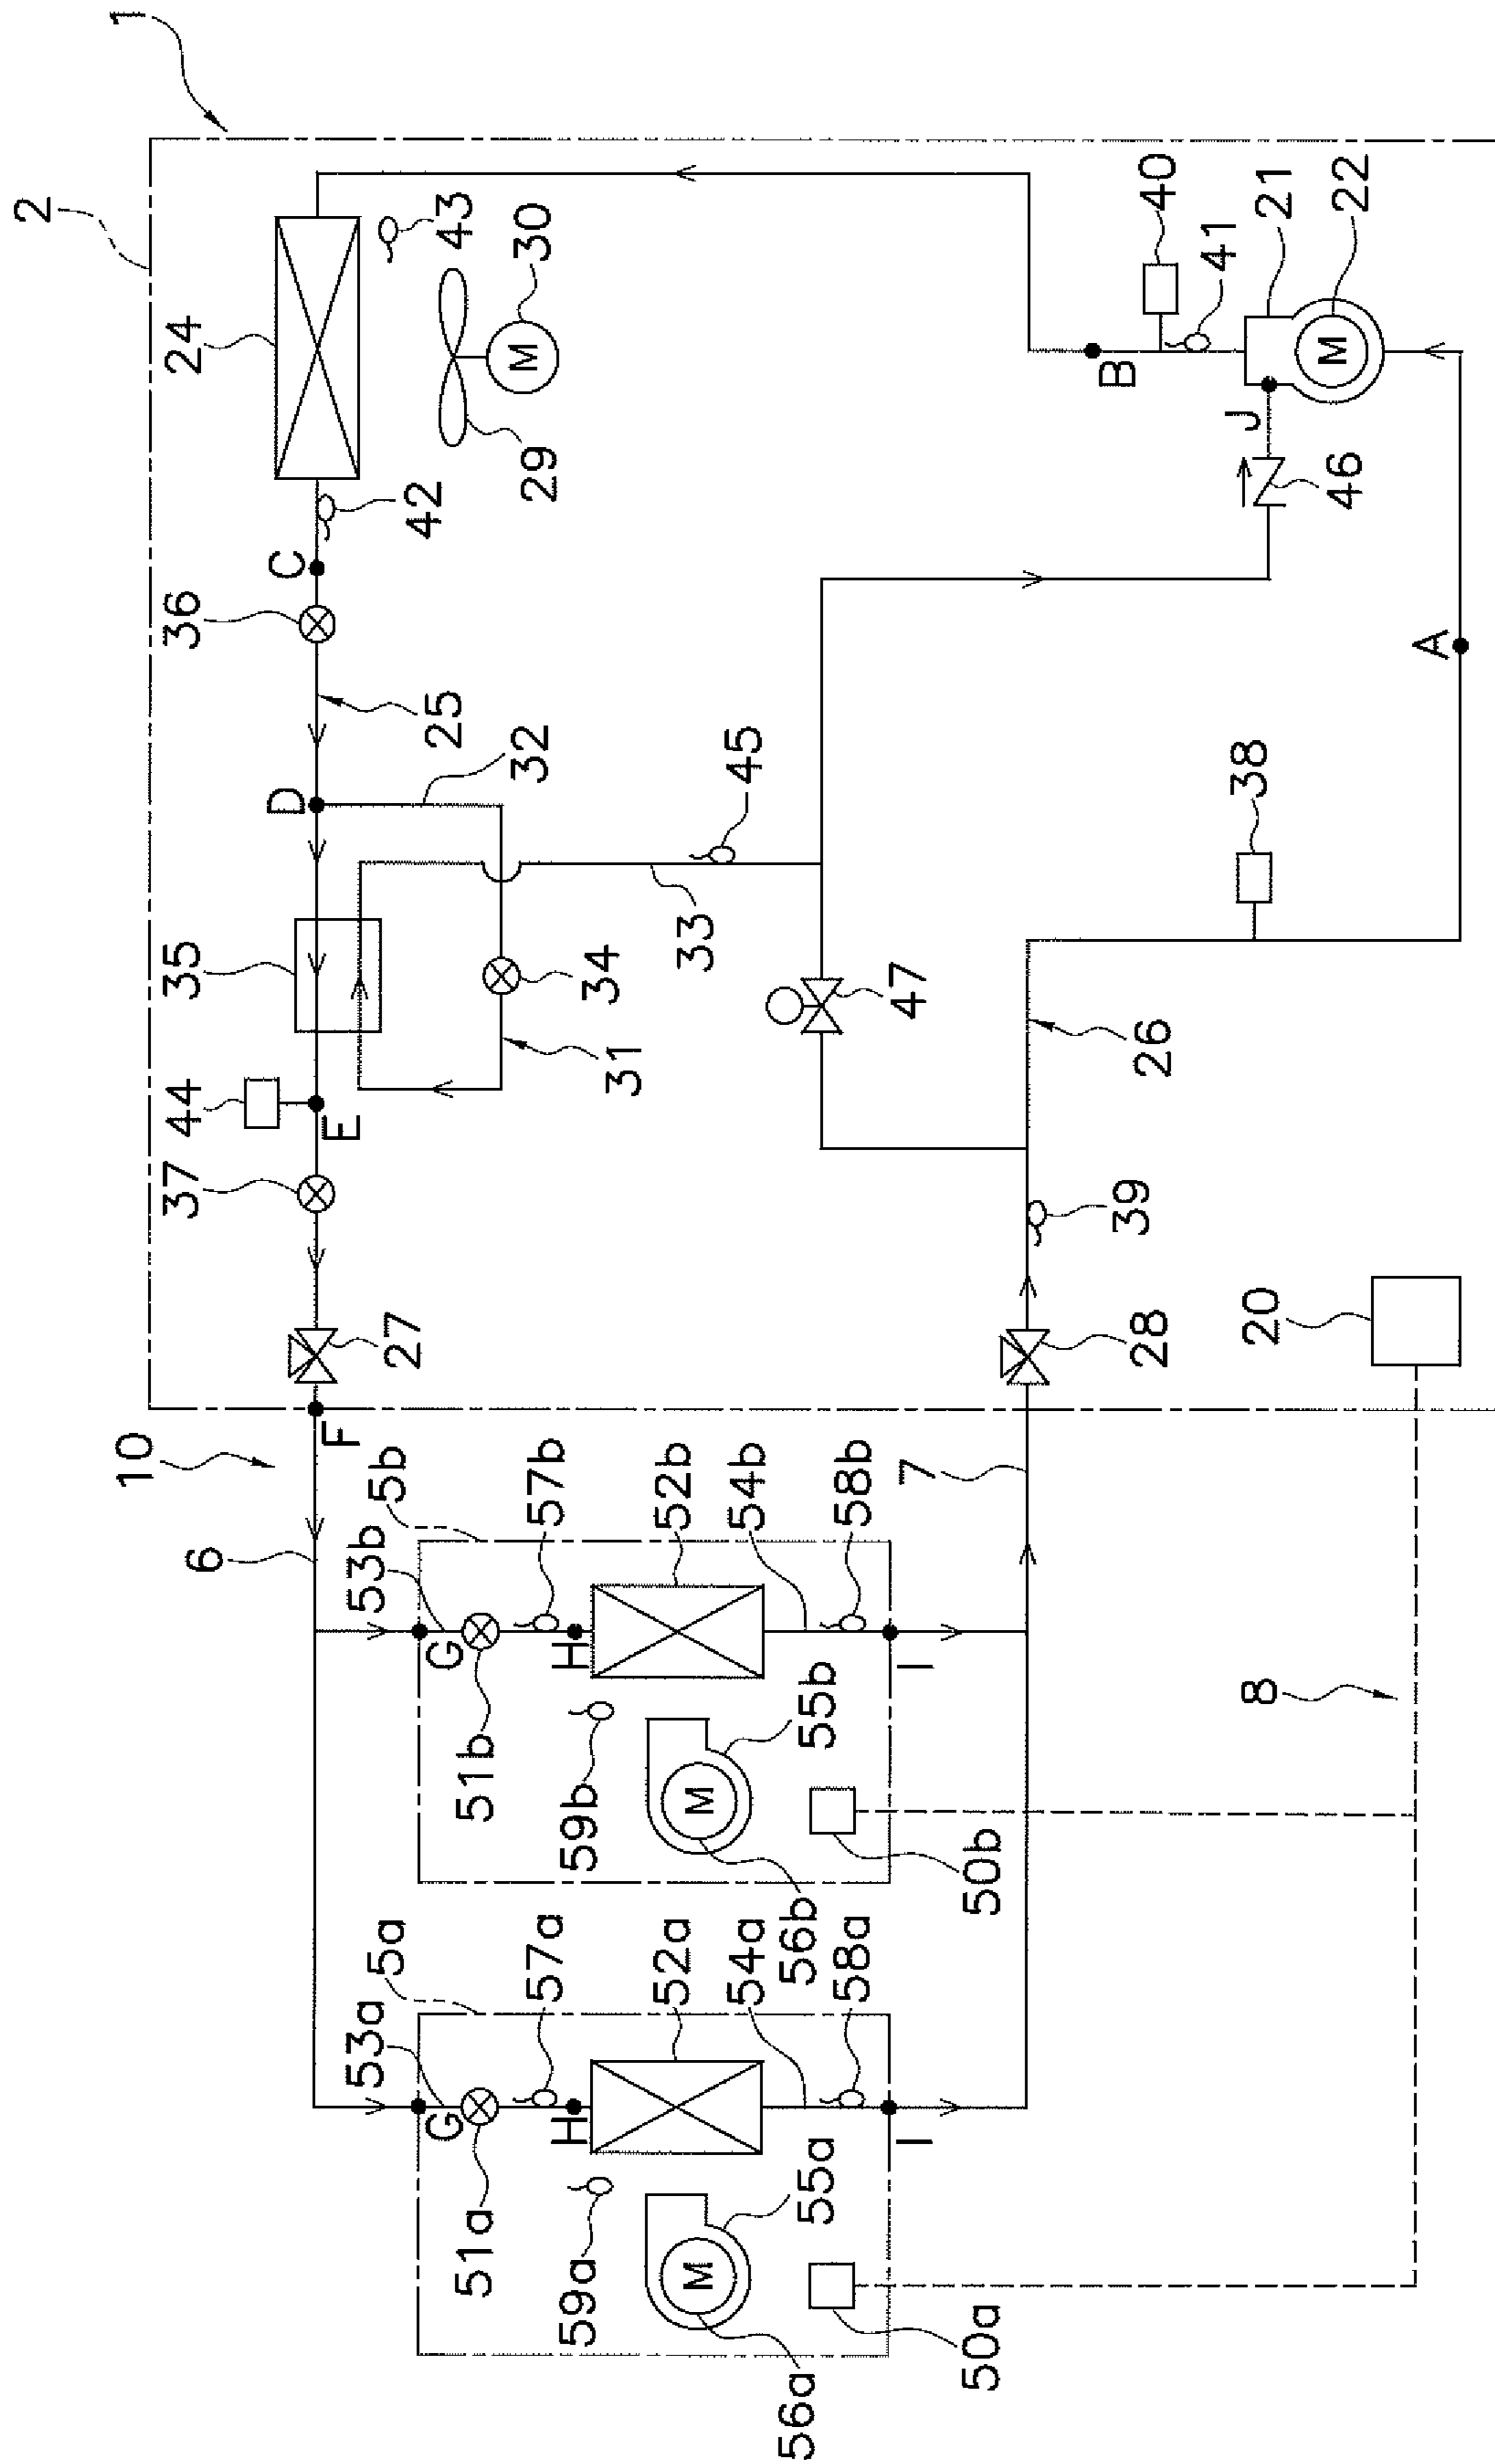 1
2
24
43
30
29
42
C
36
25
D
32
35
45
33
34
31
44
E
37
27
F
47
26
39
28
38
A
40
41
B
21
22
M
M
J
46
20
10
6
7
8
5b
53b
G
51b
57b
H
52b
54b
58b
I
59b
55b
M
56b
50b
5a
53a
G
51a
57a
H
52a
54a
58a
I
59a
55a
M
56a
50a